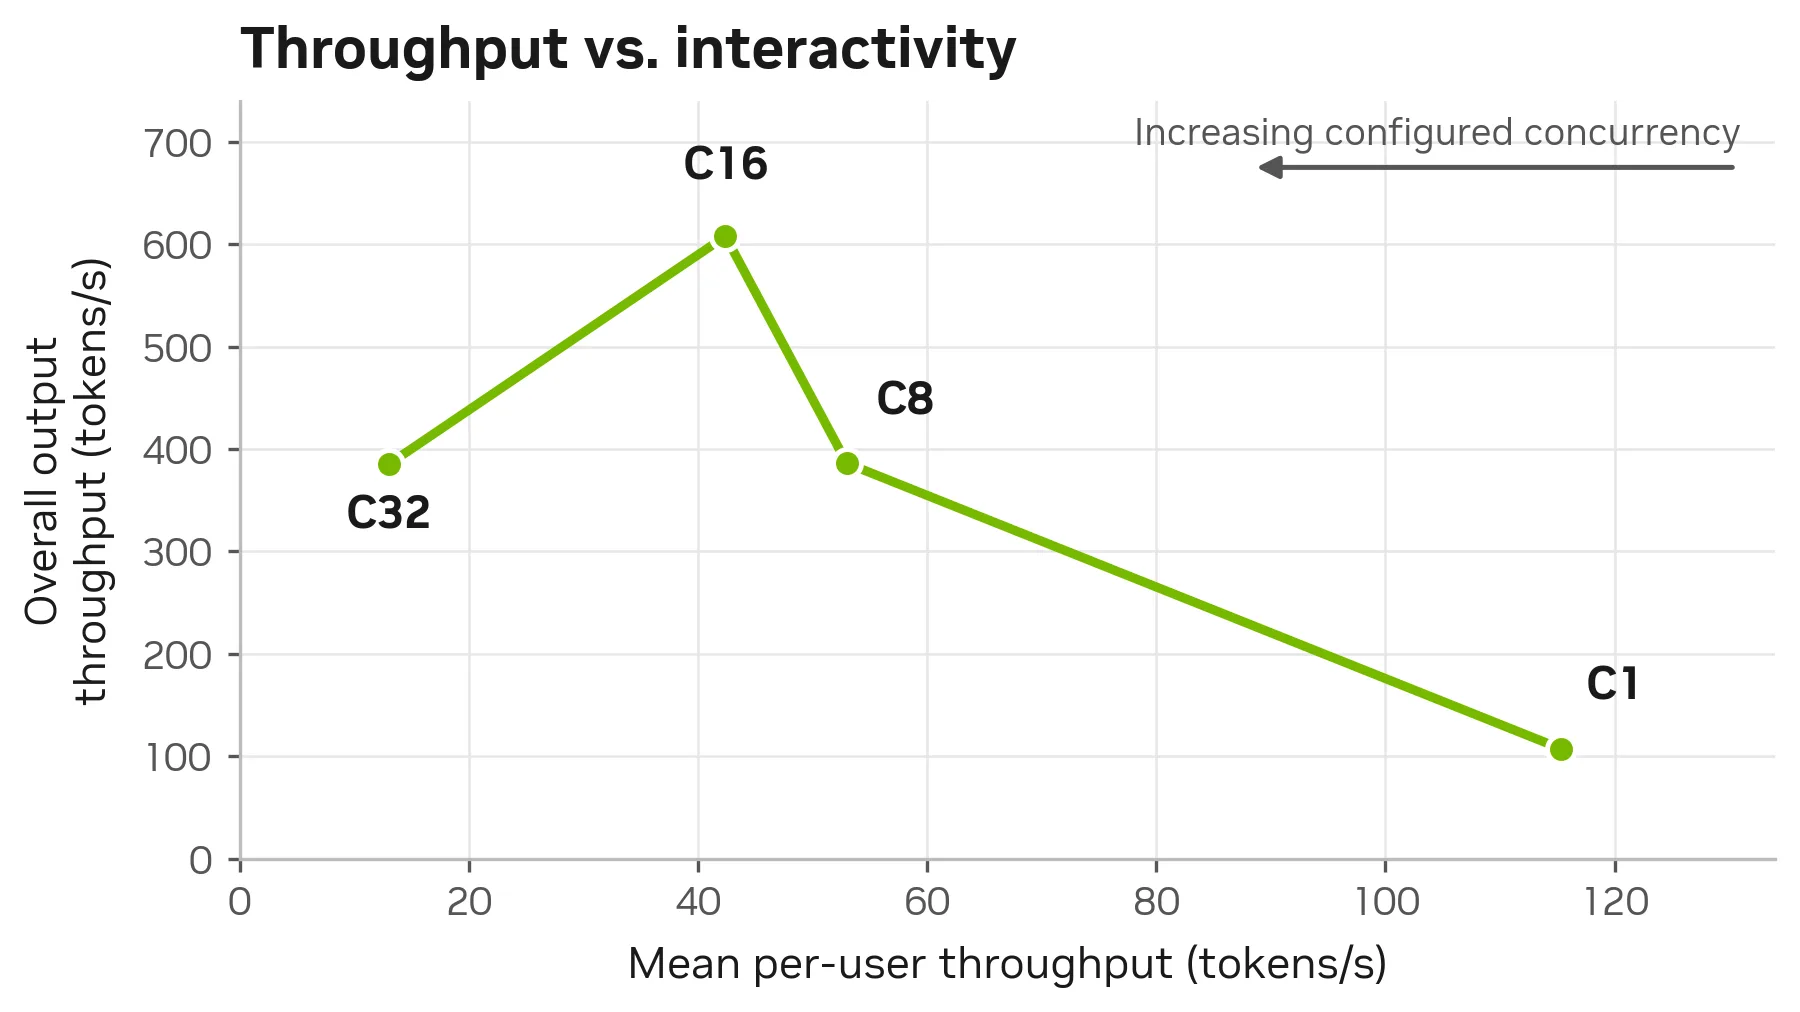 Throughput vs. interactivity
Increasing configured concurrency
700
600
500
400
300
200
100
0
Overall output
throughput (tokens/s)
C16
C8
C32
C1
0
20
40
60
80
100
120
Mean per-user throughput (tokens/s)